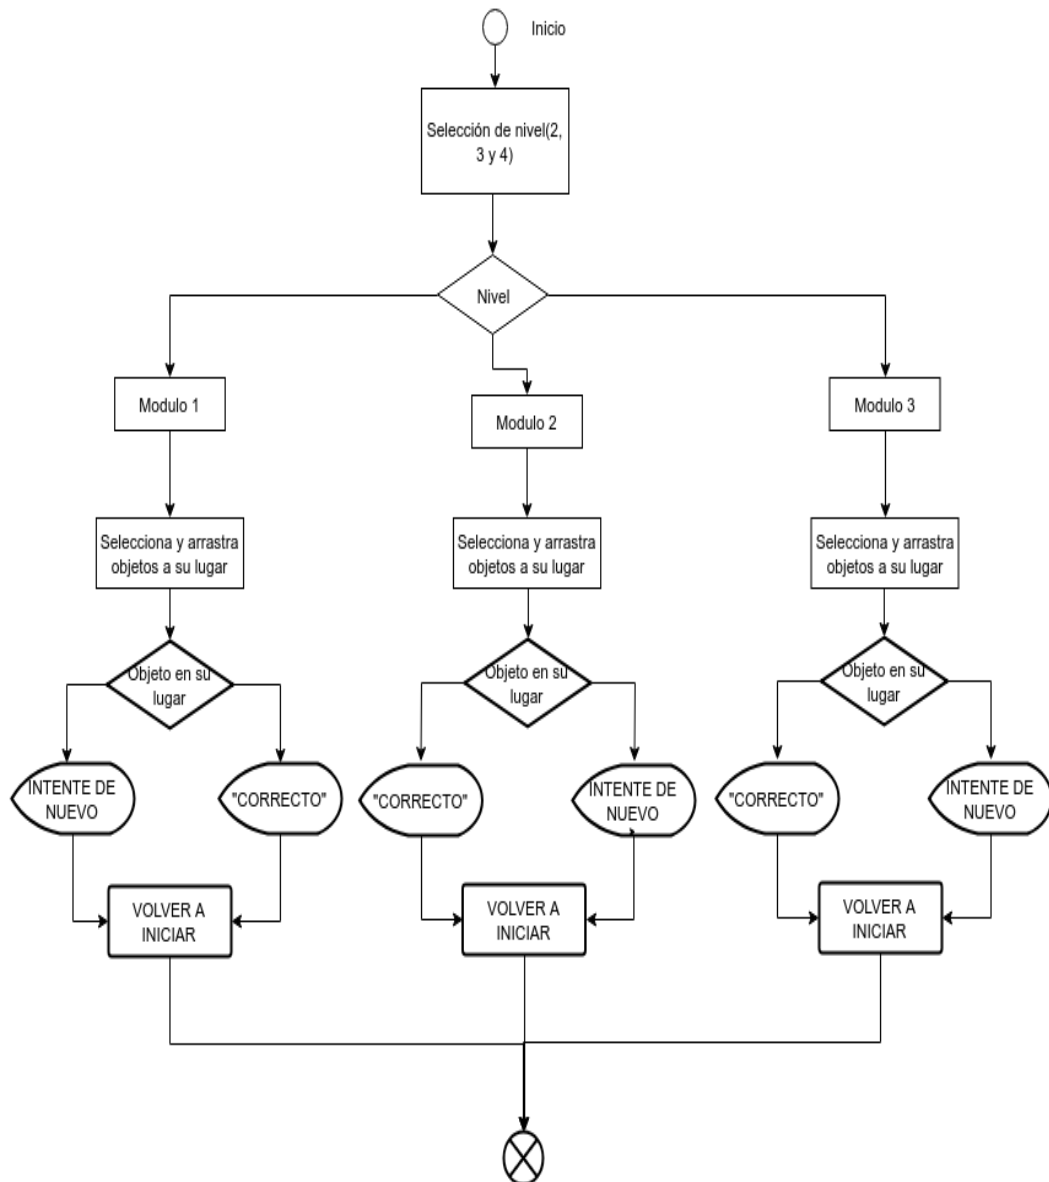 Inicio
Selección de nivel(2,
3 y 4)
Nivel
Modulo 1
Modulo 2
Modulo 3
Selecciona y arrastra
objetos a su lugar
Selecciona y arrastra
objetos a su lugar
Selecciona y arrastra
objetos a su lugar
Objeto en su
lugar
Objeto en su
lugar
Objeto en su
lugar
INTENTE DE
NUEVO
"CORRECTO"
"CORRECTO"
INTENTE DE
NUEVO
"CORRECTO"
INTENTE DE
NUEVO
VOLVER A
INICIAR
VOLVER A
INICIAR
VOLVER A
INICIAR